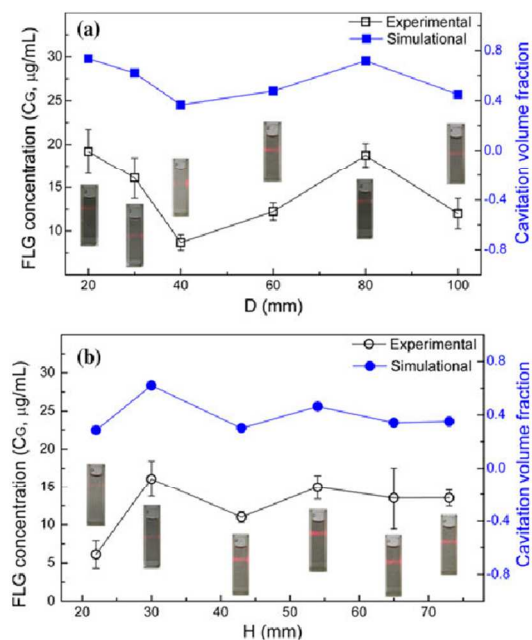 (a)
Experimental
Simulational
FLG concentration (CG, μg/mL)
35
30
25
20
15
10
0.8
0.4
0.0
-0.4
-0.8
Cavitation volume fraction
20
40
60
80
100
D (mm)
(b)
Experimental
Simulational
FLG concentration (CG, μg/mL)
35
30
25
20
15
10
5
0
0.8
0.4
0.0
-0.4
-0.8
Cavitation volume fraction
20
30
40
50
60
70
H (mm)